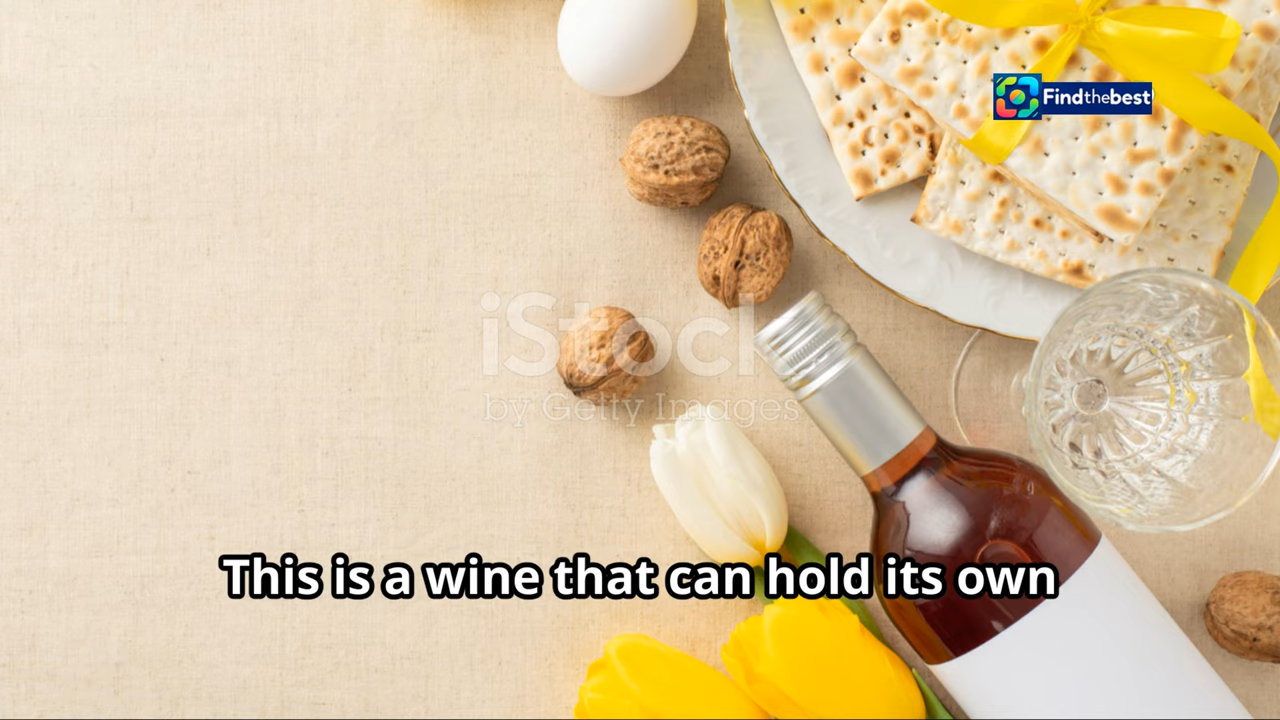 Findthebest
iStock
by Getty Images
This is a wine that can hold its own